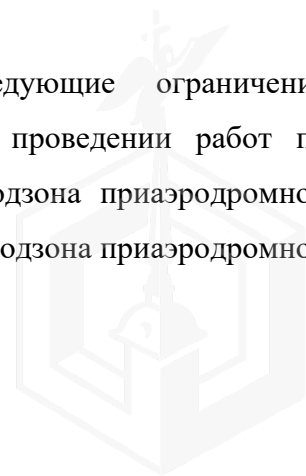 едующие ограничени
проведении работ п
одзона приаэродромно
одзона приаэродромно